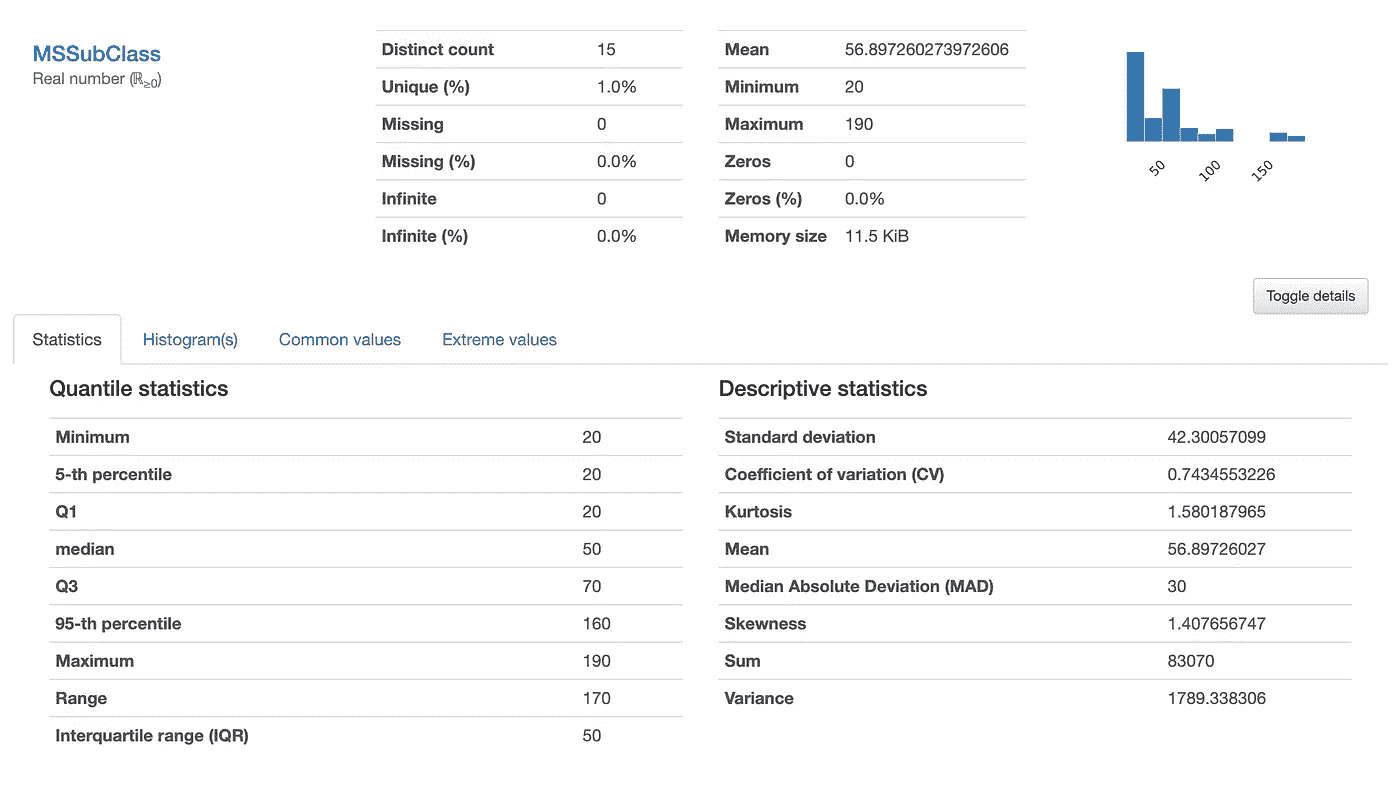 MSSubClass
Real number (ℝ≥0)
Distinct count 15
Unique (%) 1.0%
Missing 0
Missing (%) 0.0%
Infinite 0
Infinite (%) 0.0%
Mean 56.897260273972606
Minimum 20
Maximum 190
Zeros 0
Zeros (%) 0.0%
Memory size 11.5 KiB
50 100 150
Toggle details
Statistics Histogram(s) Common values Extreme values
Quantile statistics
Minimum 20
5-th percentile 20
Q1 20
median 50
Q3 70
95-th percentile 160
Maximum 190
Range 170
Interquartile range (IQR) 50
Descriptive statistics
Standard deviation 42.30057099
Coefficient of variation (CV) 0.7434553226
Kurtosis 1.580187965
Mean 56.89726027
Median Absolute Deviation (MAD) 30
Skewness 1.407656747
Sum 83070
Variance 1789.338306